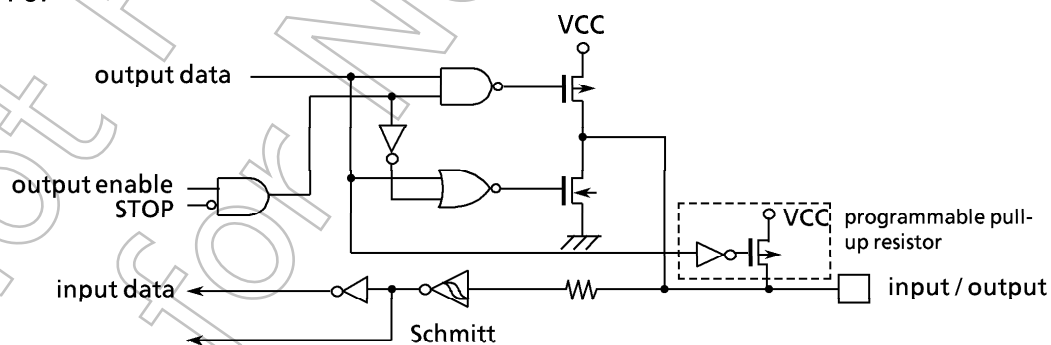 VCC
output data
output enable
STOP
VCC
programmable pull-
up resistor
input data
input / output
Schmitt